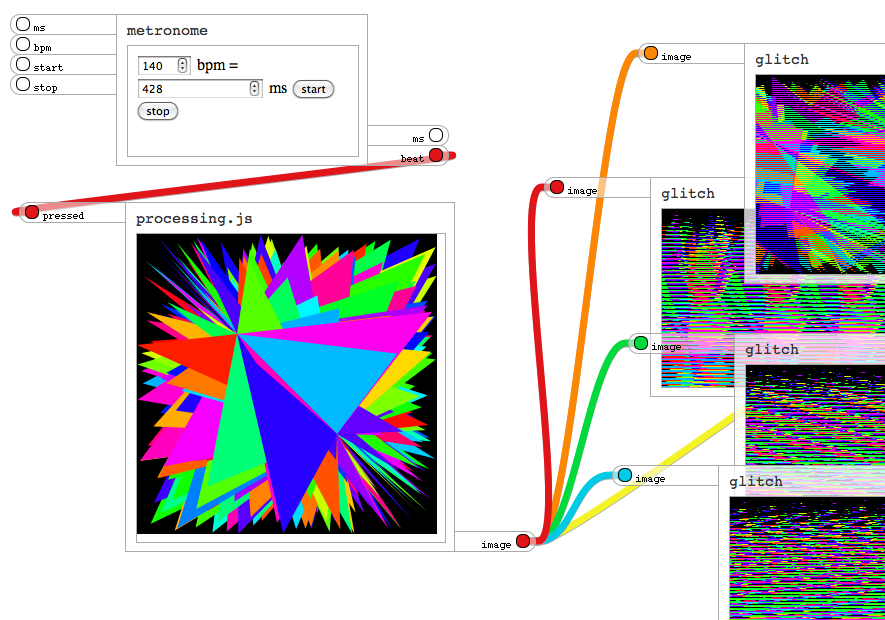 ms
bpm
start
stop
metronome
140 bpm =
428 ms start
stop
ms
beat
pressed
processing.js
image
image
glitch
image
glitch
image
glitch
image
glitch